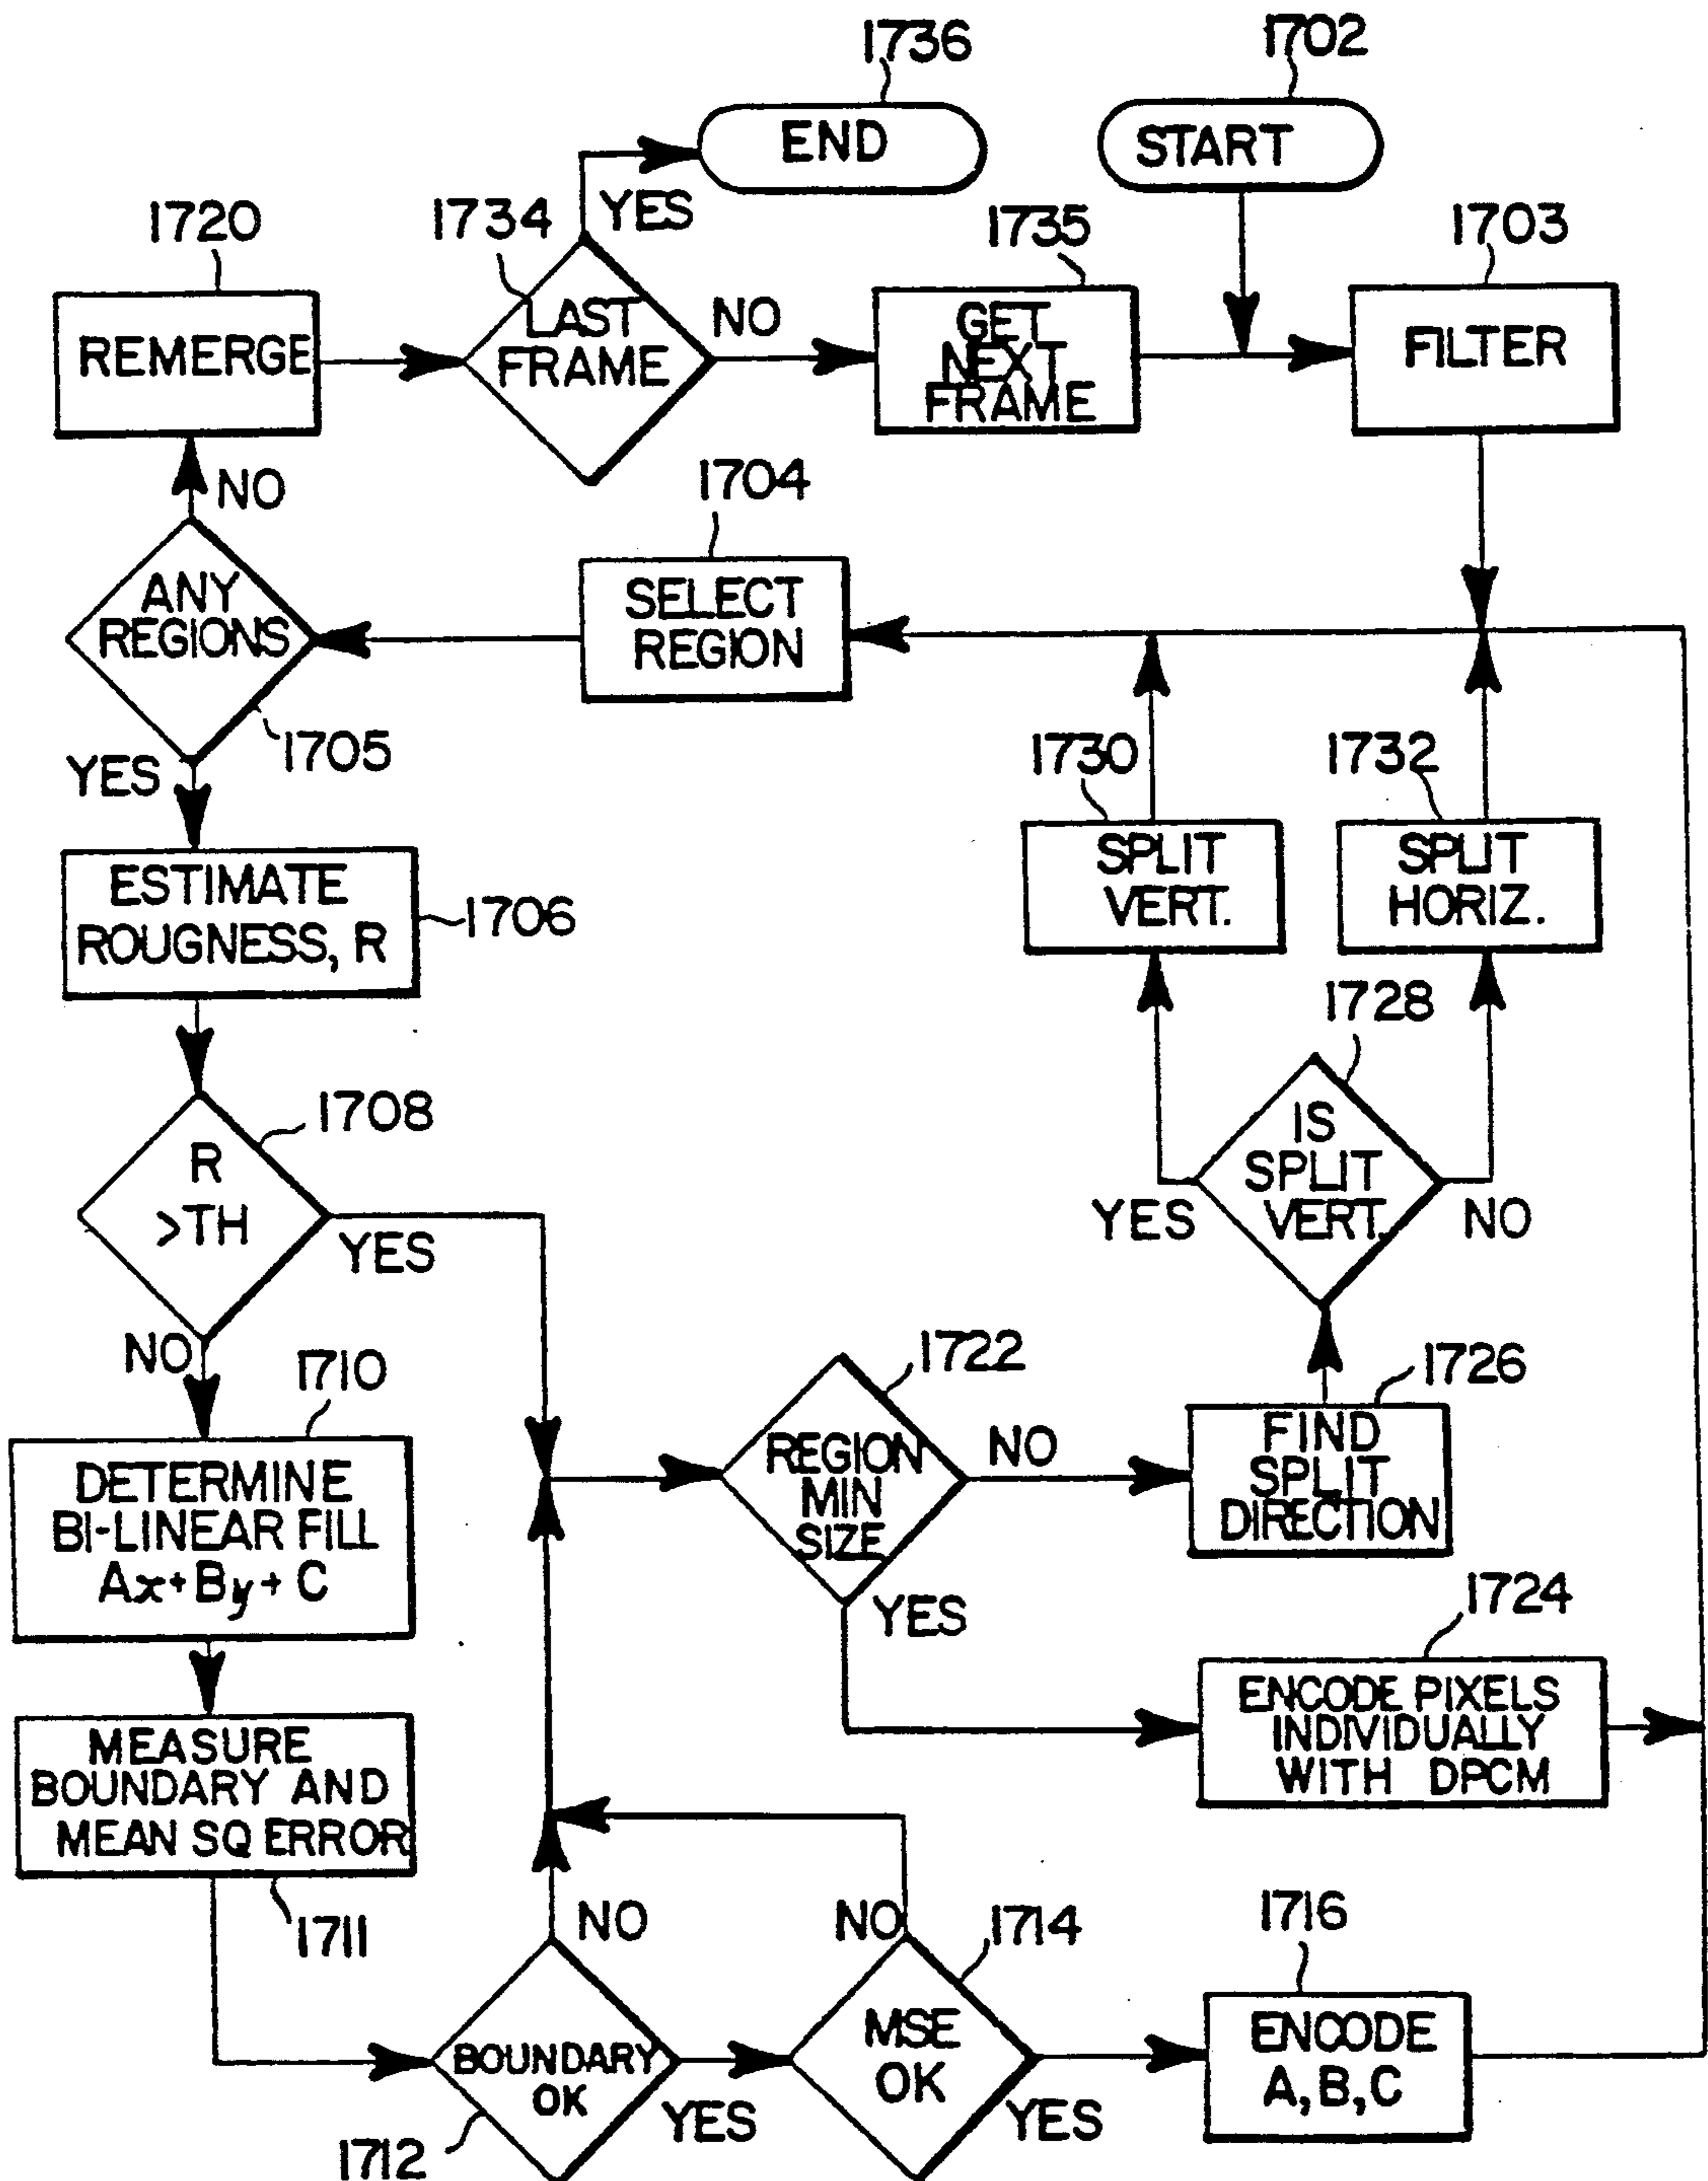 1736
1702
END
START
1720
1734
YES
1735
1703
REMERGE
LAST
FRAME
NO
GET
NEXT
FRAME
FILTER
NO
1704
ANY
REGIONS
SELECT
REGION
1705
YES
1730
1732
ESTIMATE
ROUGNESS, R
1706
SPLIT
VERT.
SPLIT
HORIZ.
1728
1708
R
>TH
YES
IS
SPLIT
VERT.
YES
NO
NO
1710
1722
1726
DETERMINE
BI-LINEAR FILL
Ax+By+C
REGION
MIN
SIZE
NO
FIND
SPLIT
DIRECTION
YES
1724
MEASURE
BOUNDARY AND
MEAN SQ ERROR
ENCODE PIXELS
INDIVIDUALLY
WITH DPCM
1711
NO
NO
1714
1716
BOUNDARY
OK
YES
MSE
OK
YES
ENCODE
A, B, C
1712